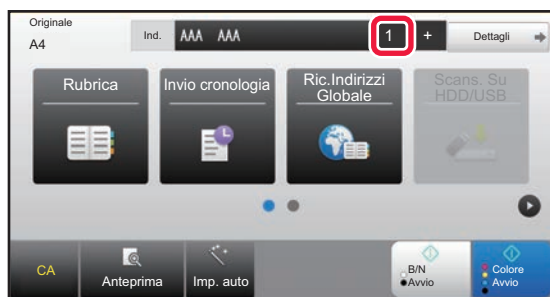 Originale
A4
Ind.
AAA AAA
1
+
Dettagli
Rubrica
Invio cronologia
Ric.Indirizzi
Globale
Scans. Su
HDD/USB
CA
Anteprima
Imp. auto
B/N
Avvio
Colore
Avvio